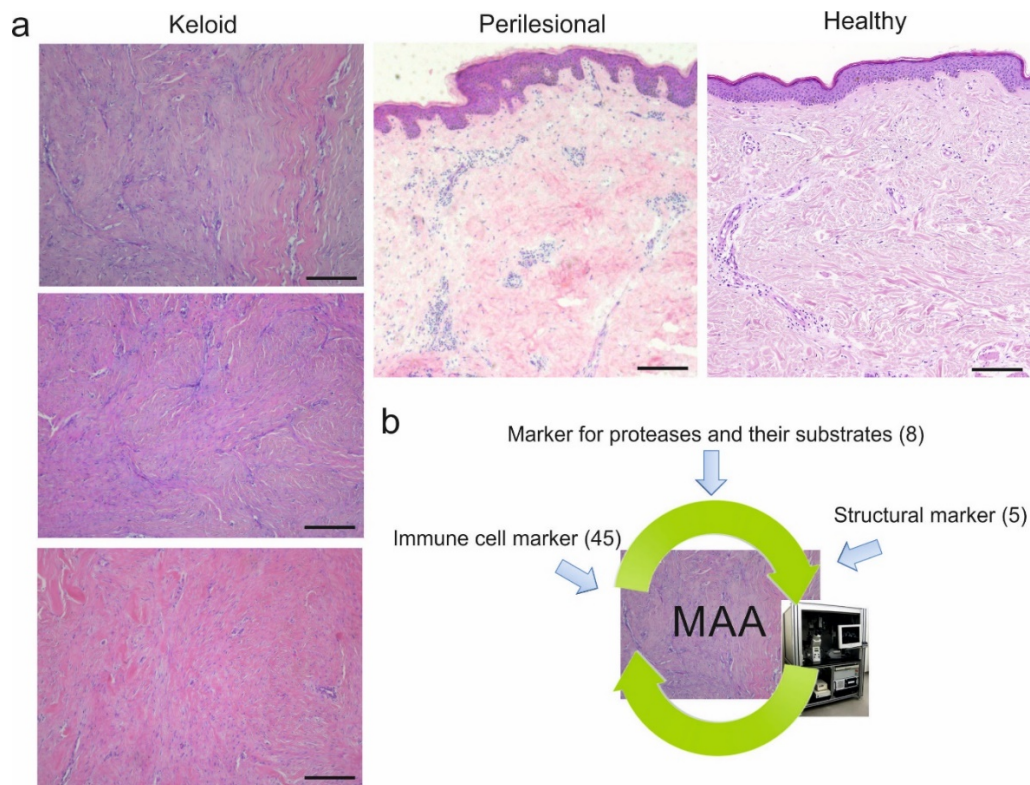 a
Keloid
Perilesional
Healthy
b
Marker for proteases and their substrates (8)
Immune cell marker (45)
Structural marker (5)
MAA